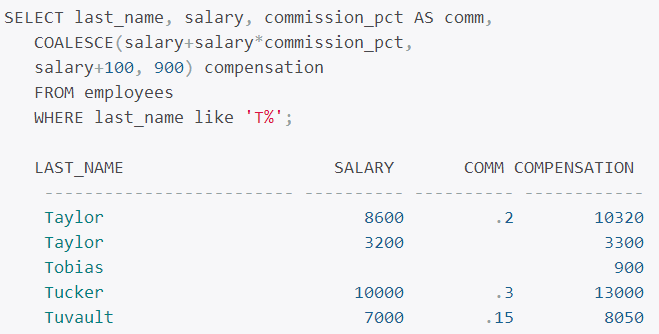 SELECT last_name, salary, commission_pct AS comm,
COALESCE(salary+salary*commission_pct,
salary+100, 900) compensation
FROM employees
WHERE last_name like 'T%';
LAST_NAME SALARY COMM COMPENSATION
------------------------- ---------- ---------- ------------
Taylor 8600 .2 10320
Taylor 3200 3300
Tobias 900
Tucker 10000 .3 13000
Tuvault 7000 .15 8050